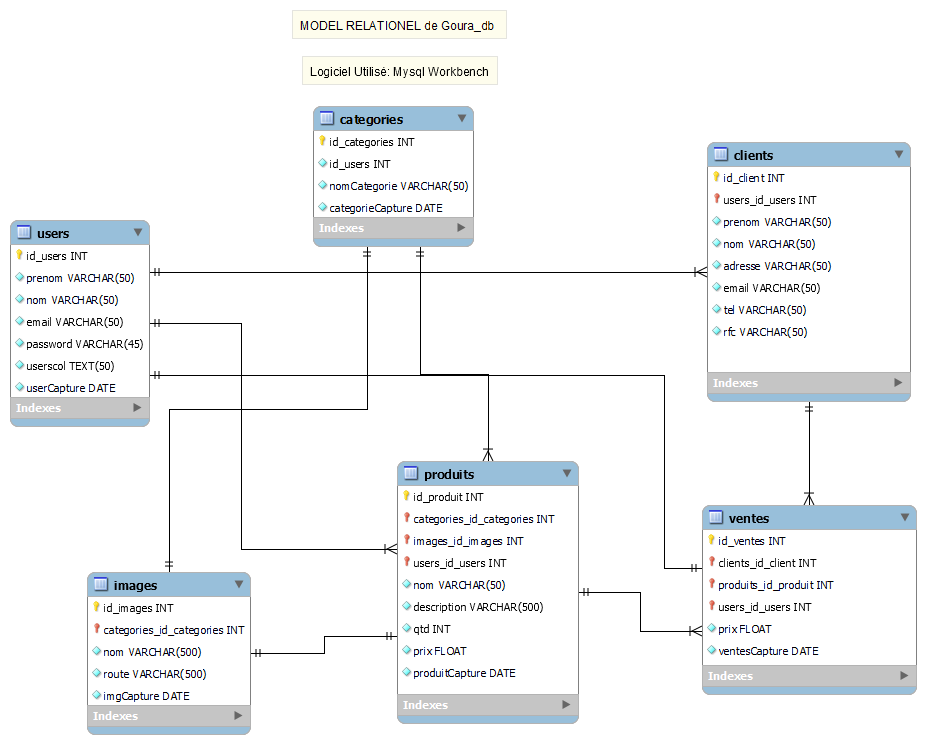 MODEL RELATIONEL de Goura_db
Logiciel Utilisé: Mysql Workbench
categories
id_categories INT
id_users INT
nomCategorie VARCHAR(50)
categorieCapture DATE
Indexes
clients
id_client INT
users_id_users INT
prenom VARCHAR(50)
nom VARCHAR(50)
adresse VARCHAR(50)
email VARCHAR(50)
tel VARCHAR(50)
rfc VARCHAR(50)
Indexes
users
id_users INT
prenom VARCHAR(50)
nom VARCHAR(50)
email VARCHAR(50)
password VARCHAR(45)
userscol TEXT(50)
userCapture DATE
Indexes
produits
id_produit INT
categories_id_categories INT
images_id_images INT
users_id_users INT
nom VARCHAR(50)
description VARCHAR(500)
qtd INT
prix FLOAT
produitCapture DATE
Indexes
ventes
id_ventes INT
clients_id_client INT
produits_id_produit INT
users_id_users INT
prix FLOAT
ventesCapture DATE
Indexes
images
id_images INT
categories_id_categories INT
nom VARCHAR(500)
route VARCHAR(500)
imgCapture DATE
Indexes